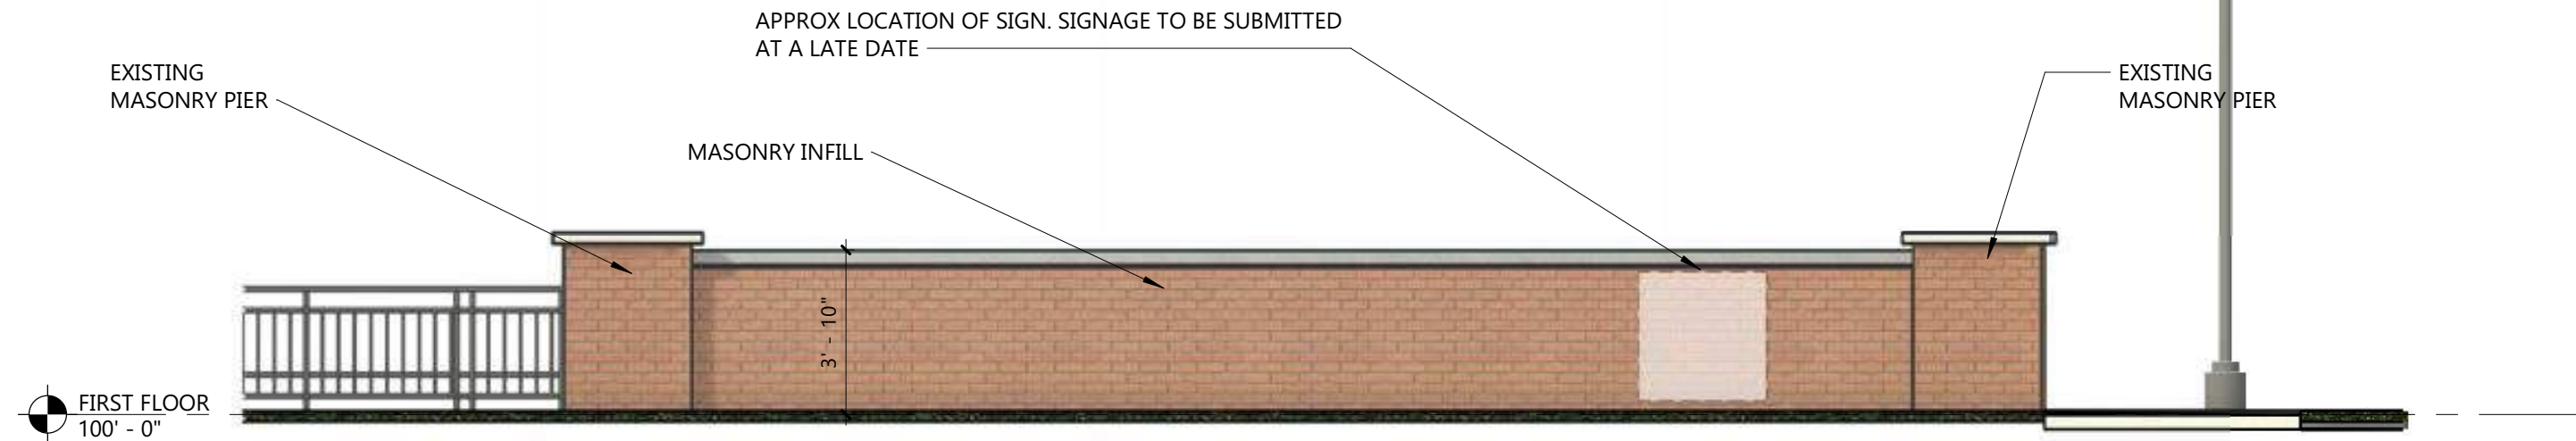 APPROX LOCATION OF SIGN. SIGNAGE TO BE SUBMITTED
AT A LATE DATE
EXISTING
MASONRY PIER
EXISTING
MASONRY PIER
MASONRY INFILL
3' - 10"
FIRST FLOOR
100' - 0"